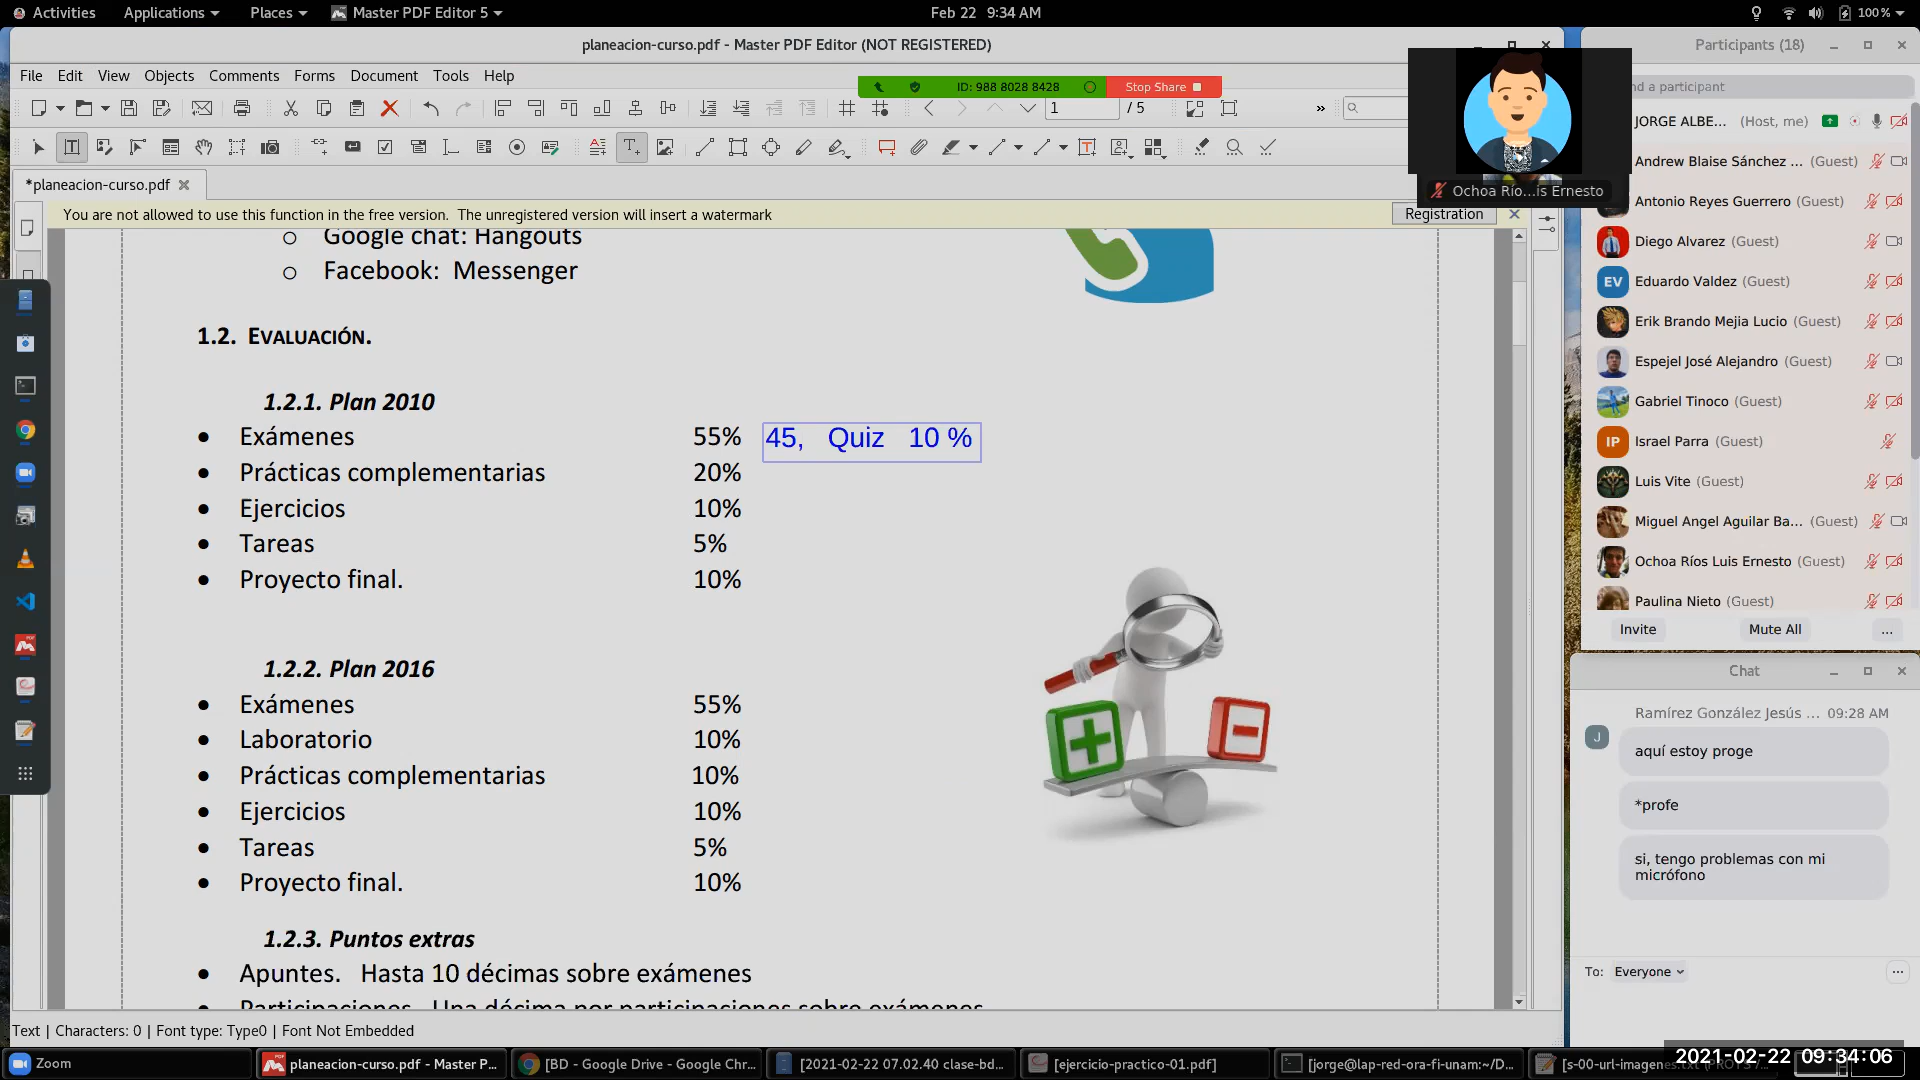 Activities Applications Places Master PDF Editor 5 Feb 22 9:34 AM 100%
planeacion-curso.pdf - Master PDF Editor (NOT REGISTERED)
File Edit View Objects Comments Forms Document Tools Help
ID: 988 8028 8428 Stop Share
1 / 5
*planeacion-curso.pdf
You are not allowed to use this function in the free version. The unregistered version will insert a watermark
Registration
Google chat: Hangouts
Facebook: Messenger
1.2. EVALUACIÓN.
1.2.1. Plan 2010
Exámenes 55% 45, Quiz 10 %
Prácticas complementarias 20%
Ejercicios 10%
Tareas 5%
Proyecto final. 10%
1.2.2. Plan 2016
Exámenes 55%
Laboratorio 10%
Prácticas complementarias 10%
Ejercicios 10%
Tareas 5%
Proyecto final. 10%
1.2.3. Puntos extras
Apuntes. Hasta 10 décimas sobre exámenes
Participaciones. Una décima por participaciones sobre exámenes
Text | Characters: 0 | Font type: Type0 | Font Not Embedded
Ochoa Río...is Ernesto
Participants (18)
nd a participant
JORGE ALBE... (Host, me)
Andrew Blaise Sánchez ... (Guest)
Antonio Reyes Guerrero (Guest)
Diego Alvarez (Guest)
EV Eduardo Valdez (Guest)
Erik Brando Mejia Lucio (Guest)
Espejel José Alejandro (Guest)
Gabriel Tinoco (Guest)
IP Israel Parra (Guest)
Luis Vite (Guest)
Miguel Angel Aguilar Ba... (Guest)
Ochoa Ríos Luis Ernesto (Guest)
Paulina Nieto (Guest)
Invite Mute All ...
Chat
Ramírez González Jesús ... 09:28 AM
J
aquí estoy proge
*profe
si, tengo problemas con mi
micrófono
To: Everyone
Zoom
planeacion-curso.pdf - Master P...
[BD - Google Drive - Google Chr...
[2021-02-22 07.02.40 clase-bd...
[ejercicio-practico-01.pdf]
[jorge@lap-red-ora-fi-unam:~/D...
2021-02-22 09:34:06